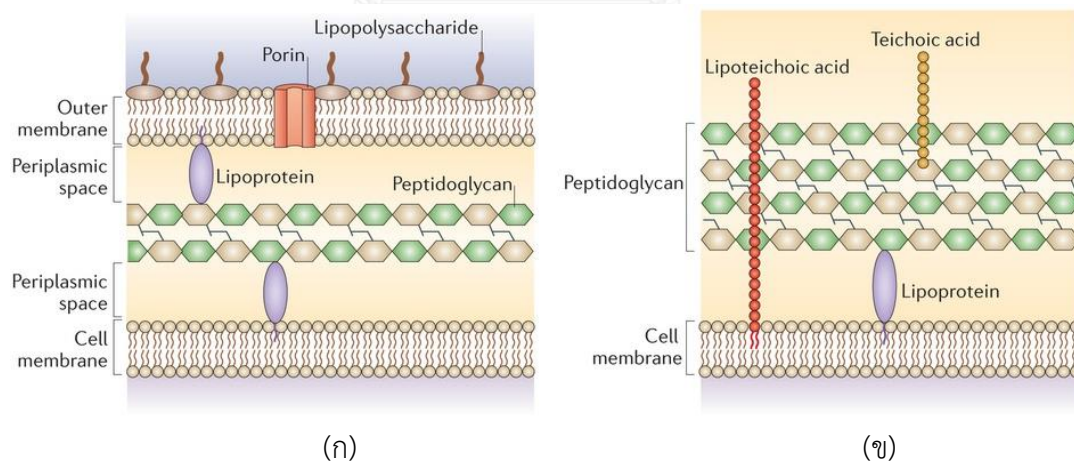 Lipopolysaccharide
Porin
Outer
membrane
Periplasmic
space
Lipoprotein
Peptidoglycan
Periplasmic
space
Cell
membrane
(ก)
Teichoic acid
Lipoteichoic acid
Peptidoglycan
Lipoprotein
Cell
membrane
(ข)